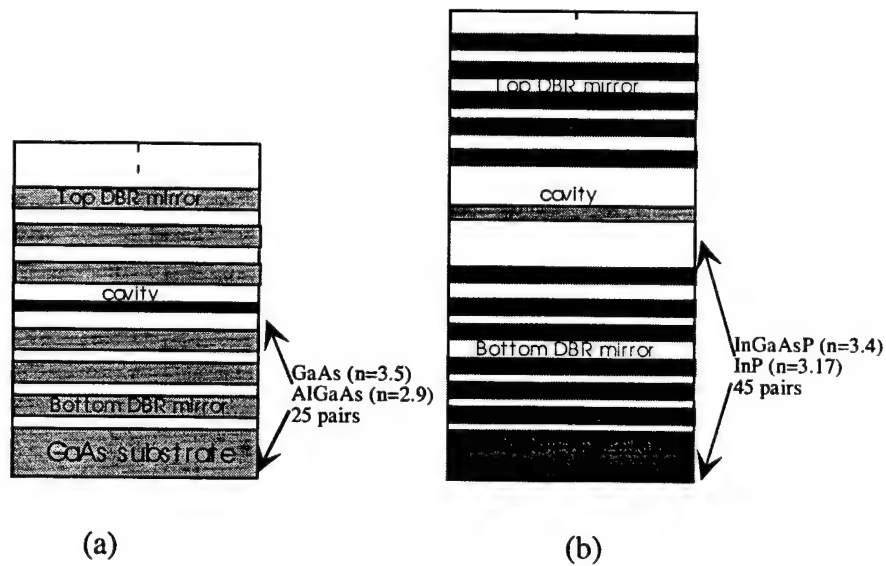 Top DBR mirror
cavity
Bottom DBR mirror
GaAs substrate
GaAs (n=3.5)
AlGaAs (n=2.9)
25 pairs
(a)
Top DBR mirror
cavity
Bottom DBR mirror
InGaAsP (n=3.4)
InP (n=3.17)
45 pairs
(b)